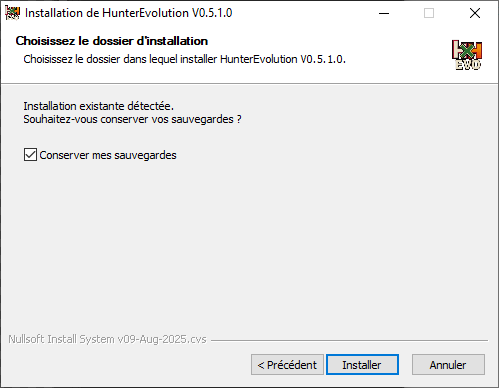 Installation de HunterEvolution V0.5.1.0
Choisissez le dossier d'installation
Choisissez le dossier dans lequel installer HunterEvolution V0.5.1.0.
HXH
EVO
Installation existante détectée.
Souhaitez-vous conserver vos sauvegardes ?
Conserver mes sauvegardes
Nullsoft Install System v09-Aug-2025.cvs
< Précédent
Installer
Annuler